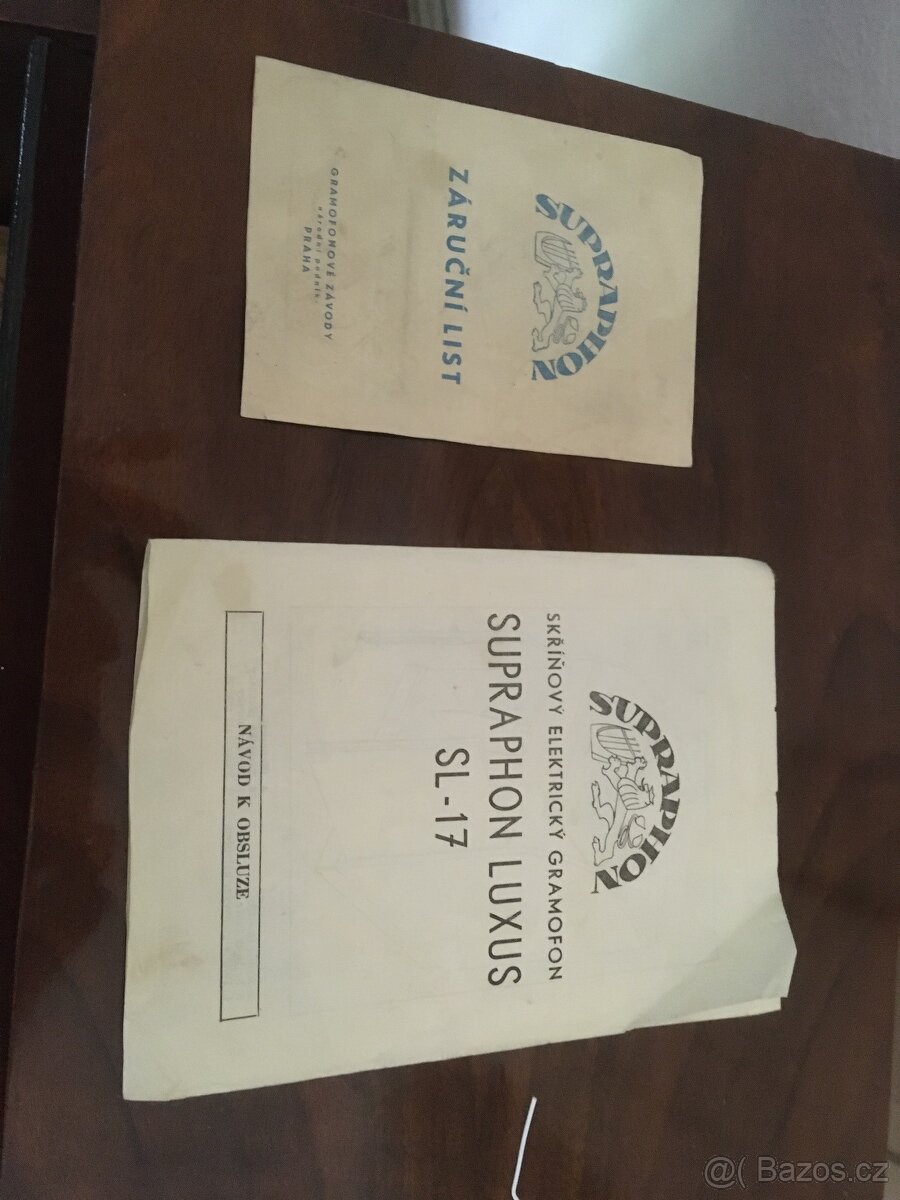 SUPRAPHON
ZÁRUČNÍ LIST
GRAMOFONOVÉ ZÁVODY
národní podnik,
PRAHA
SUPRAPHON
SKŘÍŇOVÝ ELEKTRICKÝ GRAMOFON
SUPRAPHON LUXUS
SL-17
NÁVOD K OBSLUZE
@( Bazos.cz